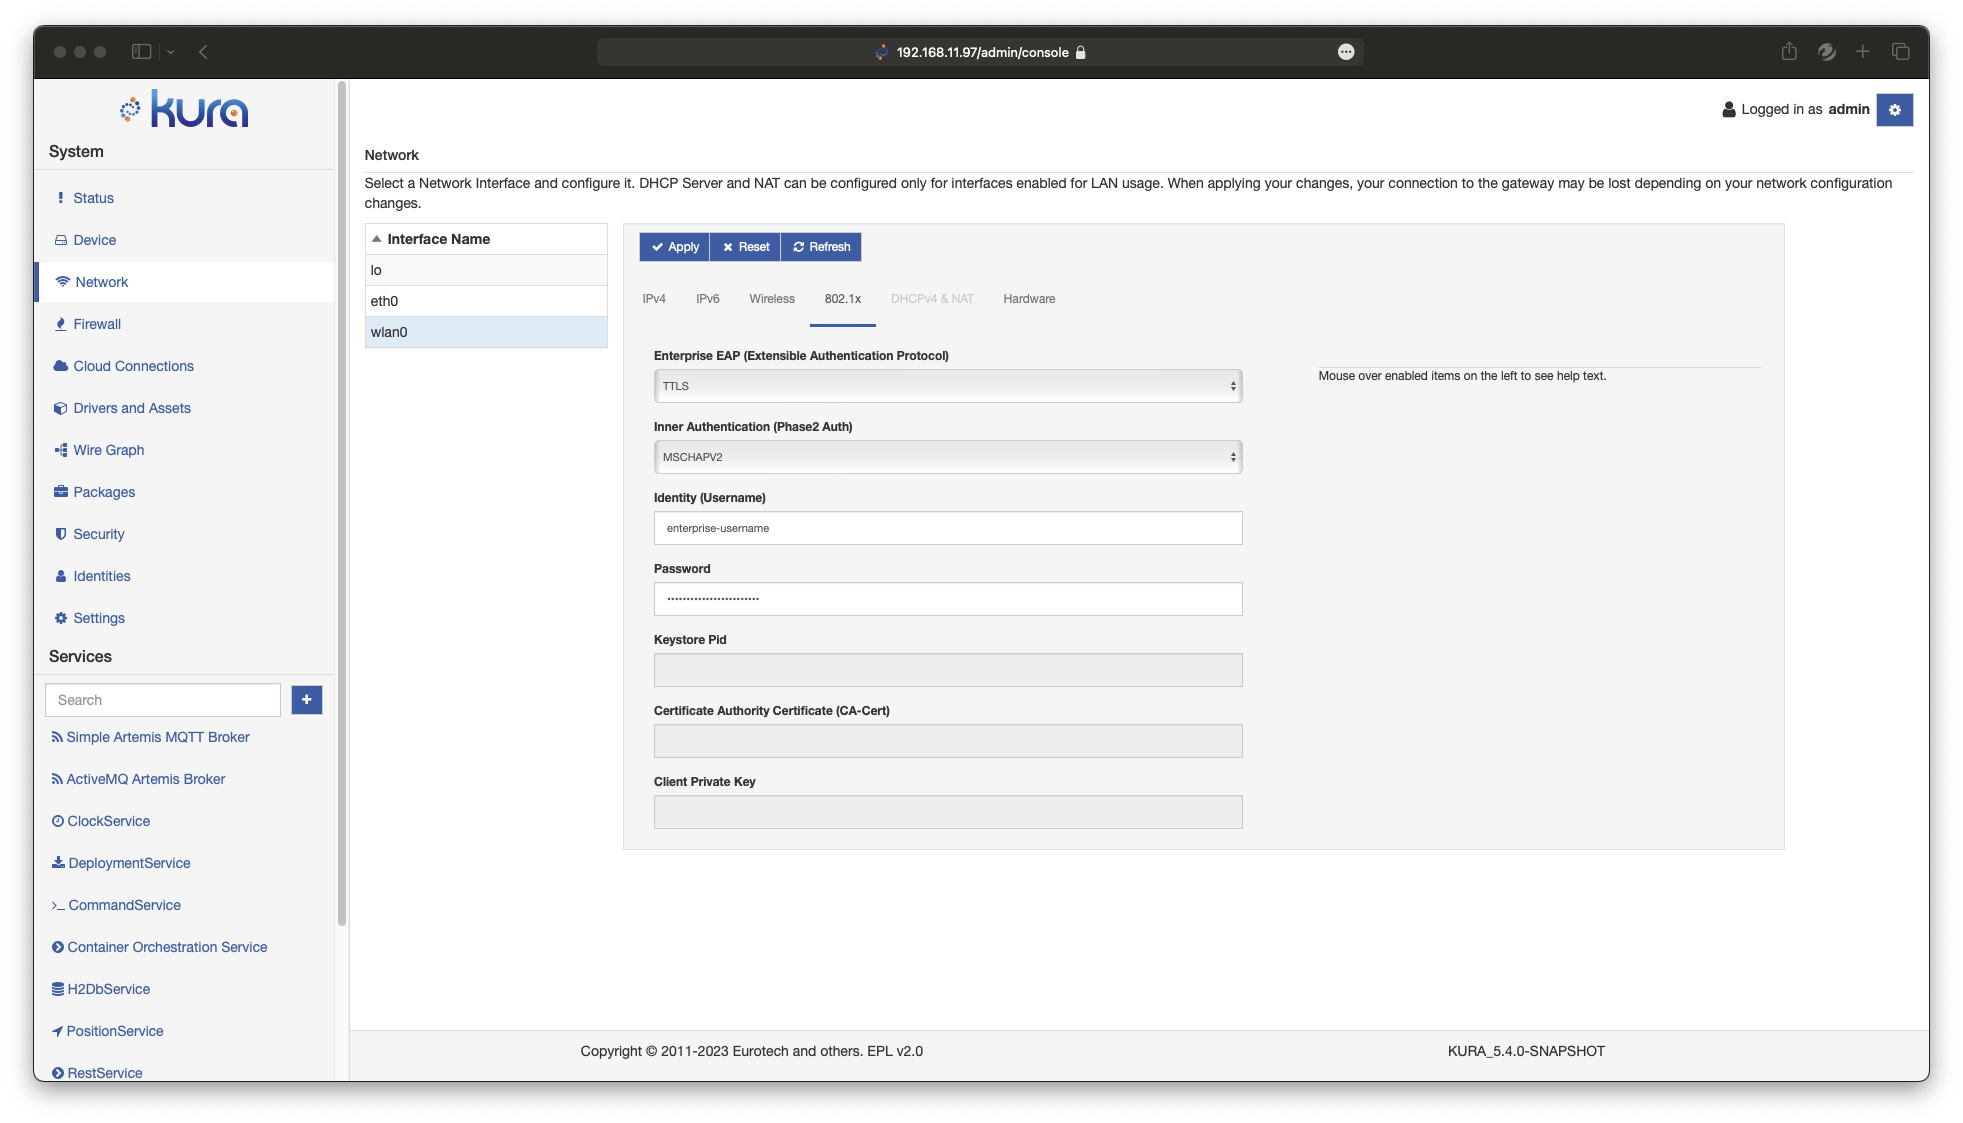 192.168.11.97/admin/console
kura
Logged in as admin
System
Status
Device
Network
Firewall
Cloud Connections
Drivers and Assets
Wire Graph
Packages
Security
Identities
Settings
Services
Search
+
Simple Artemis MQTT Broker
ActiveMQ Artemis Broker
ClockService
DeploymentService
CommandService
Container Orchestration Service
H2DbService
PositionService
RestService
Network
Select a Network Interface and configure it. DHCP Server and NAT can be configured only for interfaces enabled for LAN usage. When applying your changes, your connection to the gateway may be lost depending on your network configuration
changes.
Interface Name
lo
eth0
wlan0
Apply Reset Refresh
IPv4 IPv6 Wireless 802.1x DHCPv4 & NAT Hardware
Enterprise EAP (Extensible Authentication Protocol)
TTLS
Inner Authentication (Phase2 Auth)
MSCHAPV2
Identity (Username)
enterprise-username
Password
••••••••••••••••••••••••
Keystore Pid
Certificate Authority Certificate (CA-Cert)
Client Private Key
Mouse over enabled items on the left to see help text.
Copyright © 2011-2023 Eurotech and others. EPL v2.0
KURA_5.4.0-SNAPSHOT